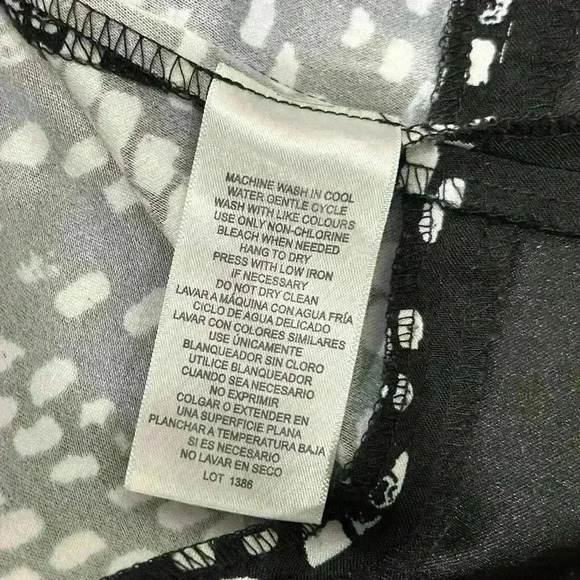 MACHINE WASH IN COOL
WATER GENTLE CYCLE
WASH WITH LIKE COLOURS
USE ONLY NON-CHLORINE
BLEACH WHEN NEEDED
HANG TO DRY
PRESS WITH LOW IRON
IF NECESSARY
DO NOT DRY CLEAN
LAVAR A MÁQUINA CON AGUA FRÍA
CICLO DE AGUA DELICADO
LAVAR CON COLORES SIMILARES
USE ÚNICAMENTE
BLANQUEADOR SIN CLORO
UTILICE BLANQUEADOR
CUANDO SEA NECESARIO
NO EXPRIMIR
COLGAR O EXTENDER EN
UNA SUPERFICIE PLANA
PLANCHAR A TEMPERATURA BAJA
SI ES NECESARIO
NO LAVAR EN SECO
LOT 1386